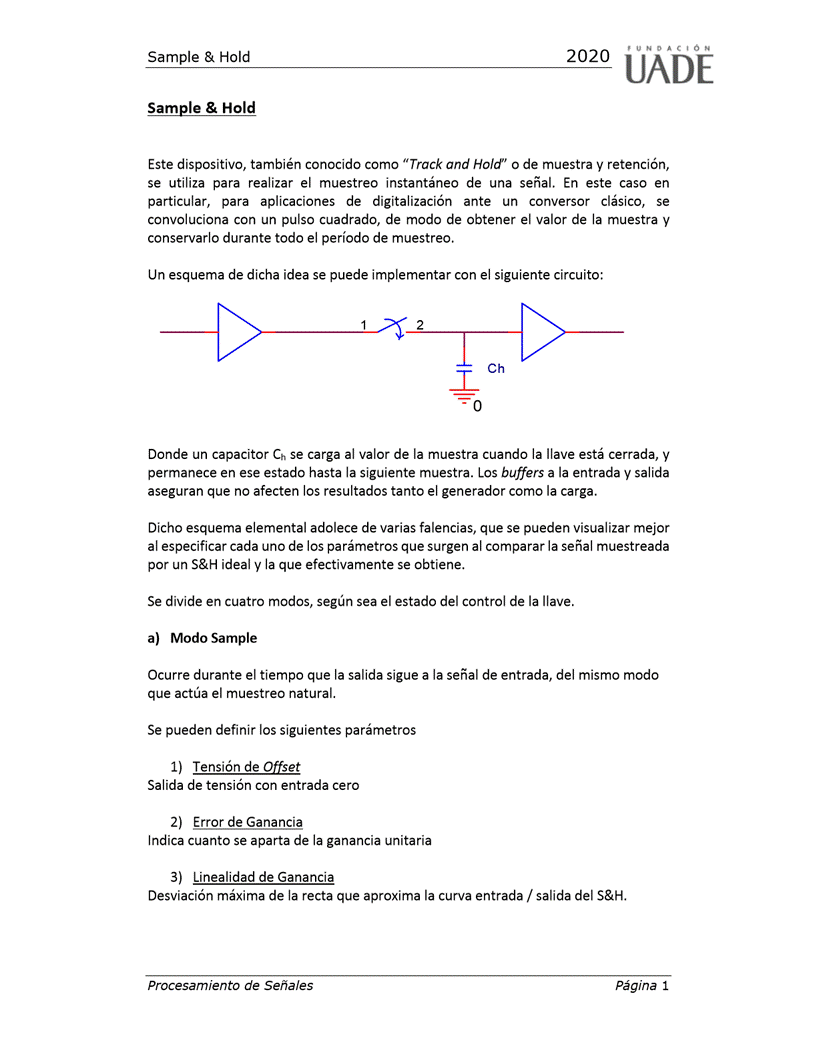 Sample & Hold 2020
FUNDACIÓN
UADE
Sample & Hold
Este dispositivo, también conocido como “Track and Hold” o de muestra y retención,
se utiliza para realizar el muestreo instantáneo de una señal. En este caso en
particular, para aplicaciones de digitalización ante un conversor clásico, se
convoluciona con un pulso cuadrado, de modo de obtener el valor de la muestra y
conservarlo durante todo el período de muestreo.
Un esquema de dicha idea se puede implementar con el siguiente circuito:
1 2
Ch
0
Donde un capacitor Ch se carga al valor de la muestra cuando la llave está cerrada, y
permanece en ese estado hasta la siguiente muestra. Los buffers a la entrada y salida
aseguran que no afecten los resultados tanto el generador como la carga.
Dicho esquema elemental adolece de varias falencias, que se pueden visualizar mejor
al especificar cada uno de los parámetros que surgen al comparar la señal muestreada
por un S&H ideal y la que efectivamente se obtiene.
Se divide en cuatro modos, según sea el estado del control de la llave.
a) Modo Sample
Ocurre durante el tiempo que la salida sigue a la señal de entrada, del mismo modo
que actúa el muestreo natural.
Se pueden definir los siguientes parámetros
1) Tensión de Offset
Salida de tensión con entrada cero
2) Error de Ganancia
Indica cuanto se aparta de la ganancia unitaria
3) Linealidad de Ganancia
Desviación máxima de la recta que aproxima la curva entrada / salida del S&H.
Procesamiento de Señales Página 1